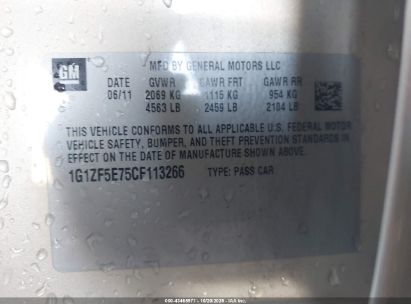 GM
MFD BY GENERAL MOTORS LLC
DATE GVWR GAWR FRT GAWR RR
06/11 2069 KG 1115 KG 954 KG
4563 LB 2459 LB 2104 LB
THIS VEHICLE CONFORMS TO ALL APPLICABLE U.S. FEDERAL MOTOR
VEHICLE SAFETY, BUMPER, AND THEFT PREVENTION STANDARDS IN
EFFECT ON THE DATE OF MANUFACTURE SHOWN ABOVE.
1G1ZF5E75CF113266 TYPE: PASS CAR